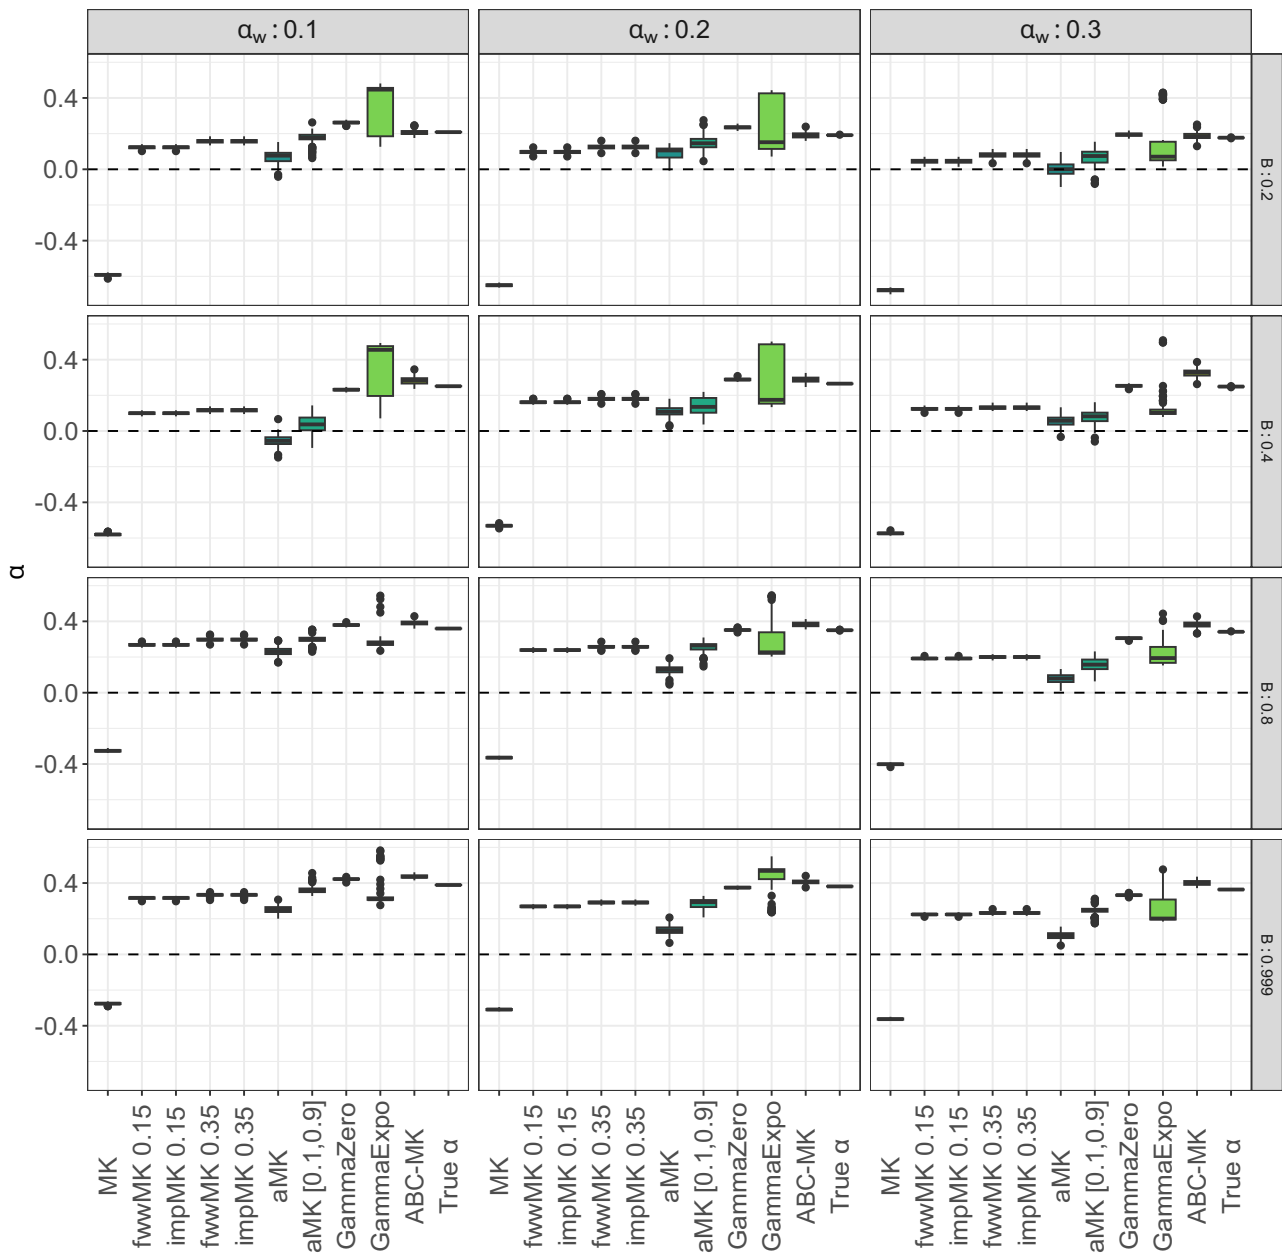 αw : 0.1
αw : 0.2
αw : 0.3
0.4
0.0
-0.4
B : 0.2
0.4
0.0
-0.4
B : 0.4
α
0.4
0.0
-0.4
B : 0.8
0.4
0.0
-0.4
B : 0.999
MK
fwwMK 0.15
impMK 0.15
fwwMK 0.35
impMK 0.35
aMK
aMK [0.1,0.9]
GammaZero
GammaExpo
ABC-MK
True α
MK
fwwMK 0.15
impMK 0.15
fwwMK 0.35
impMK 0.35
aMK
aMK [0.1,0.9]
GammaZero
GammaExpo
ABC-MK
True α
MK
fwwMK 0.15
impMK 0.15
fwwMK 0.35
impMK 0.35
aMK
aMK [0.1,0.9]
GammaZero
GammaExpo
ABC-MK
True α